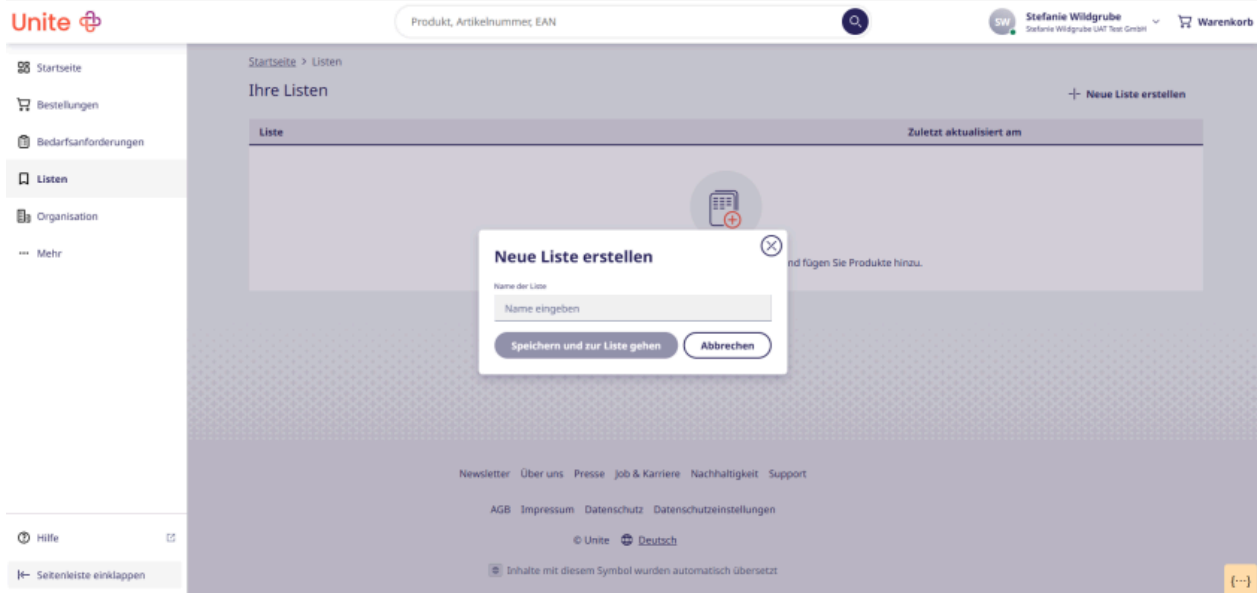 Unite
Produkt, Artikelnummer, EAN
SW
Stefanie Wildgrube
Stefanie Wildgrube UAT Test GmbH
Warenkorb
Startseite
Bestellungen
Bedarfsanforderungen
Listen
Organisation
Mehr
Startseite > Listen
Ihre Listen
Neue Liste erstellen
Liste
Zuletzt aktualisiert am
nd fügen Sie Produkte hinzu.
Neue Liste erstellen
Name der Liste
Name eingeben
Speichern und zur Liste gehen
Abbrechen
Newsletter Über uns Presse Job & Karriere Nachhaltigkeit Support
AGB Impressum Datenschutz Datenschutzeinstellungen
© Unite Deutsch
Inhalte mit diesem Symbol wurden automatisch übersetzt
Hilfe
Seitenleiste einklappen
{···}